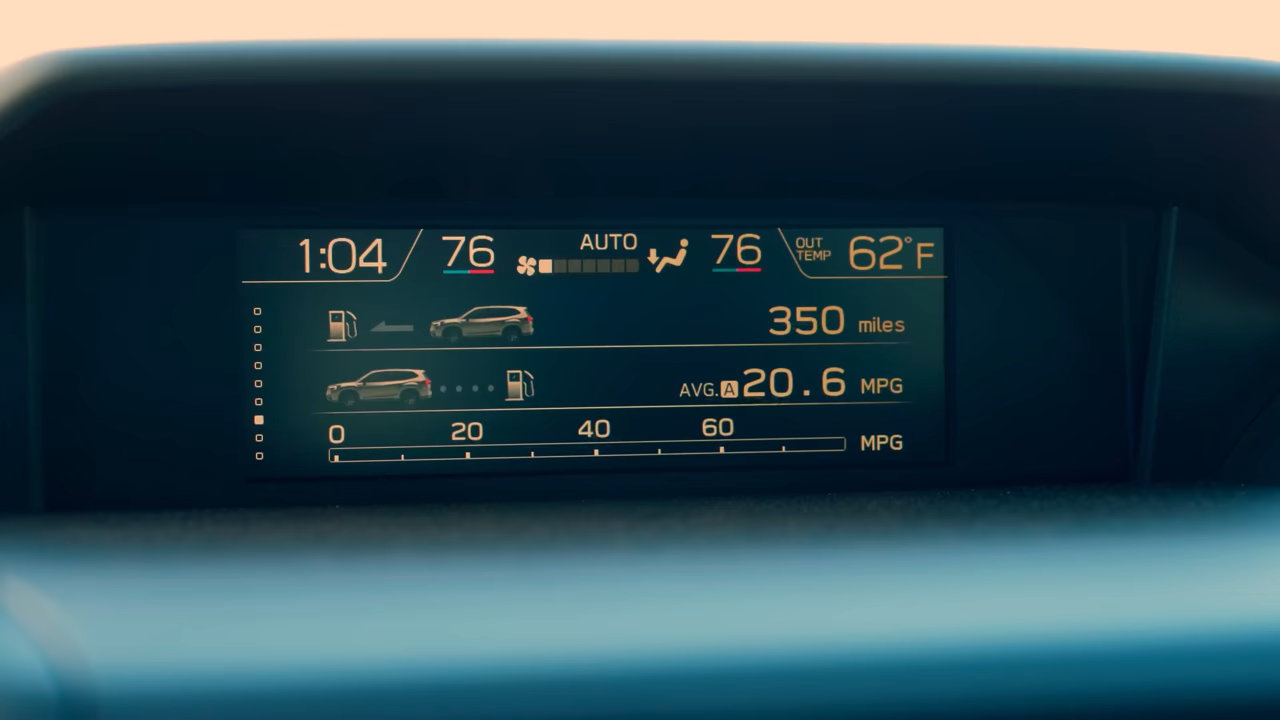 1:04 76 AUTO 76 OUT TEMP 62°F
350 miles
AVG. A 20.6 MPG
0 20 40 60
MPG